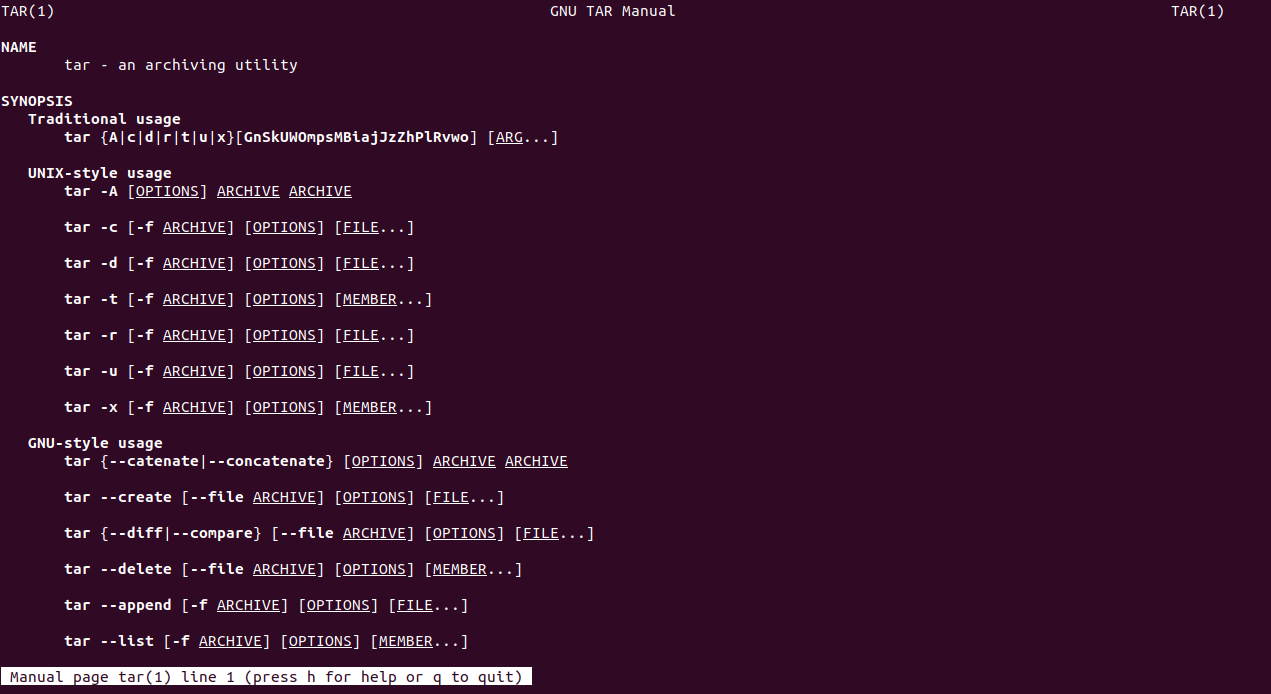 TAR(1) GNU TAR Manual TAR(1)
NAME
tar - an archiving utility
SYNOPSIS
Traditional usage
tar {A|c|d|r|t|u|x}[GnSkUWOmpsMBiajJzZhPlRvwo] [ARG...]
UNIX-style usage
tar -A [OPTIONS] ARCHIVE ARCHIVE
tar -c [-f ARCHIVE] [OPTIONS] [FILE...]
tar -d [-f ARCHIVE] [OPTIONS] [FILE...]
tar -t [-f ARCHIVE] [OPTIONS] [MEMBER...]
tar -r [-f ARCHIVE] [OPTIONS] [FILE...]
tar -u [-f ARCHIVE] [OPTIONS] [FILE...]
tar -x [-f ARCHIVE] [OPTIONS] [MEMBER...]
GNU-style usage
tar {--catenate|--concatenate} [OPTIONS] ARCHIVE ARCHIVE
tar --create [--file ARCHIVE] [OPTIONS] [FILE...]
tar {--diff|--compare} [--file ARCHIVE] [OPTIONS] [FILE...]
tar --delete [--file ARCHIVE] [OPTIONS] [MEMBER...]
tar --append [-f ARCHIVE] [OPTIONS] [FILE...]
tar --list [-f ARCHIVE] [OPTIONS] [MEMBER...]
Manual page tar(1) line 1 (press h for help or q to quit)